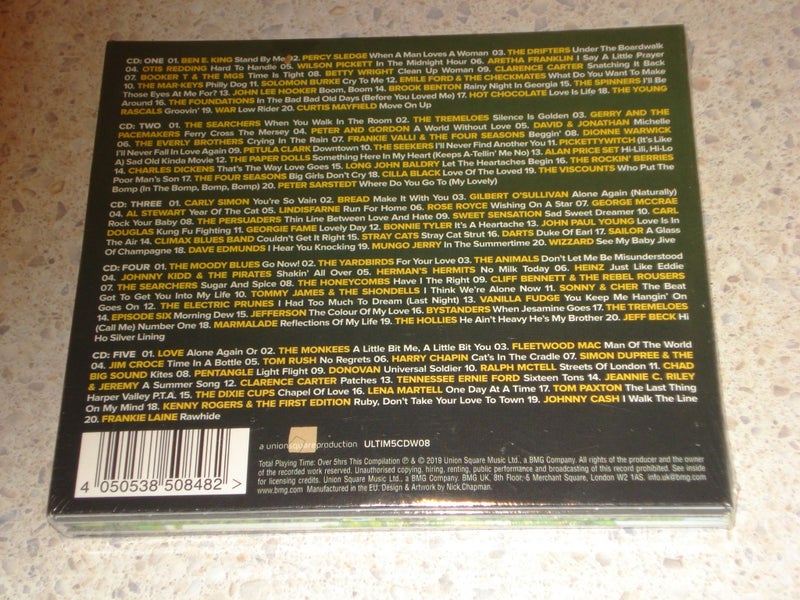 CD: ONE 01. BEN E. KING Stand By Me 02. PERCY SLEDGE When A Man Loves A Woman 03. THE DRIFTERS Under The Boardwalk
04. OTIS REDDING Hard To Handle 05. WILSON PICKETT In The Midnight Hour 06. ARETHA FRANKLIN I Say A Little Prayer
07. BOOKER T & THE MGS Time Is Tight 08. BETTY WRIGHT Clean Up Woman 09. CLARENCE CARTER Snatching It Back
10. THE MAR-KEYS Philly Dog 11. SOLOMON BURKE Cry To Me 12. EMILE FORD & THE CHECKMATES What Do You Want To Make
Those Eyes At Me For? 13. JOHN LEE HOOKER Boom, Boom 14. BROOK BENTON Rainy Night In Georgia 15. THE SPINNERS I'll Be
Around 16. THE FOUNDATIONS In The Bad Bad Old Days (Before You Loved Me) 17. HOT CHOCOLATE Love Is Life 18. THE YOUNG
RASCALS Groovin' 19. WAR Low Rider 20. CURTIS MAYFIELD Move On Up
CD: TWO 01. THE SEARCHERS When You Walk In The Room 02. THE TREMELOES Silence Is Golden 03. GERRY AND THE
PACEMAKERS Ferry Cross The Mersey 04. PETER AND GORDON A World Without Love 05. DAVID & JONATHAN Michelle
06. THE EVERLY BROTHERS Crying In The Rain 07. FRANKIE VALLI & THE FOUR SEASONS Beggin' 08. DIONNE WARWICK
I'll Never Fall In Love Again 09. PETULA CLARK Downtown 10. THE SEEKERS I'll Never Find Another You 11. PICKETTYWITCH (It's Like
A) Sad Old Kinda Movie 12. THE PAPER DOLLS Something Here In My Heart (Keeps A-Tellin' Me No) 13. ALAN PRICE SET Hi-Lili, Hi-Lo
14. CHARLES DICKENS That's The Way Love Goes 15. LONG JOHN BALDRY Let The Heartaches Begin 16. THE ROCKIN' BERRIES
Poor Man's Son 17. THE FOUR SEASONS Big Girls Don't Cry 18. CILLA BLACK Love Of The Loved 19. THE VISCOUNTS Who Put The
Bomp (In The Bomp, Bomp, Bomp) 20. PETER SARSTEDT Where Do You Go To (My Lovely)
CD: THREE 01. CARLY SIMON You're So Vain 02. BREAD Make It With You 03. GILBERT O'SULLIVAN Alone Again (Naturally)
04. AL STEWART Year Of The Cat 05. LINDISFARNE Run For Home 06. ROSE ROYCE Wishing On A Star 07. GEORGE MCCRAE
Rock Your Baby 08. THE PERSUADERS Thin Line Between Love And Hate 09. SWEET SENSATION Sad Sweet Dreamer 10. CARL
DOUGLAS Kung Fu Fighting 11. GEORGIE FAME Lovely Day 12. BONNIE TYLER It's A Heartache 13. JOHN PAUL YOUNG Love Is In
The Air 14. CLIMAX BLUES BAND Couldn't Get It Right 15. STRAY CATS Stray Cat Strut 16. DARTS Duke Of Earl 17. SAILOR A Glass
Of Champagne 18. DAVE EDMUNDS I Hear You Knocking 19. MUNGO JERRY In The Summertime 20. WIZZARD See My Baby Jive
CD: FOUR 01. THE MOODY BLUES Go Now! 02. THE YARDBIRDS For Your Love 03. THE ANIMALS Don't Let Me Be Misunderstood
04. JOHNNY KIDD & THE PIRATES Shakin' All Over 05. HERMAN'S HERMITS No Milk Today 06. HEINZ Just Like Eddie
07. THE SEARCHERS Sugar And Spice 08. THE HONEYCOMBS Have I The Right 09. CLIFF BENNETT & THE REBEL ROUSERS
Got To Get You Into My Life 10. TOMMY JAMES & THE SHONDELLS I Think We're Alone Now 11. SONNY & CHER The Beat
Goes On 12. THE ELECTRIC PRUNES I Had Too Much To Dream (Last Night) 13. VANILLA FUDGE You Keep Me Hangin' On
14. EPISODE SIX Morning Dew 15. JEFFERSON The Colour Of My Love 16. BYSTANDERS When Jesamine Goes 17. THE TREMELOES
(Call Me) Number One 18. MARMALADE Reflections Of My Life 19. THE HOLLIES He Ain't Heavy He's My Brother 20. JEFF BECK Hi
Ho Silver Lining
CD: FIVE 01. LOVE Alone Again Or 02. THE MONKEES A Little Bit Me, A Little Bit You 03. FLEETWOOD MAC Man Of The World
04. JIM CROCE Time In A Bottle 05. TOM RUSH No Regrets 06. HARRY CHAPIN Cat's In The Cradle 07. SIMON DUPREE & THE
BIG SOUND Kites 08. PENTANGLE Light Flight 09. DONOVAN Universal Soldier 10. RALPH MCTELL Streets Of London 11. CHAD
& JEREMY A Summer Song 12. CLARENCE CARTER Patches 13. TENNESSEE ERNIE FORD Sixteen Tons 14. JEANNIE C. RILEY
Harper Valley P.T.A. 15. THE DIXIE CUPS Chapel Of Love 16. LENA MARTELL One Day At A Time 17. TOM PAXTON The Last Thing
On My Mind 18. KENNY ROGERS & THE FIRST EDITION Ruby, Don't Take Your Love To Town 19. JOHNNY CASH I Walk The Line
20. FRANKIE LAINE Rawhide
a unionsquareproduction ULTIM5CDW08
Total Playing Time: Over 5hrs This Compilation ℗ & © 2019 Union Square Music Ltd., a BMG Company. All rights of the producer and the owner
of the recorded work reserved. Unauthorised copying, hiring, renting, public performance and broadcasting of this record prohibited. See inside
for licensing credits. Union Square Music Ltd., a BMG Company. BMG UK, 8th Floor, 5 Merchant Square, London W2 1AS. info.uk@bmg.com
www.bmg.com Manufactured in the EU. Design & Artwork by Nick Chapman.
4 050538 508482 >